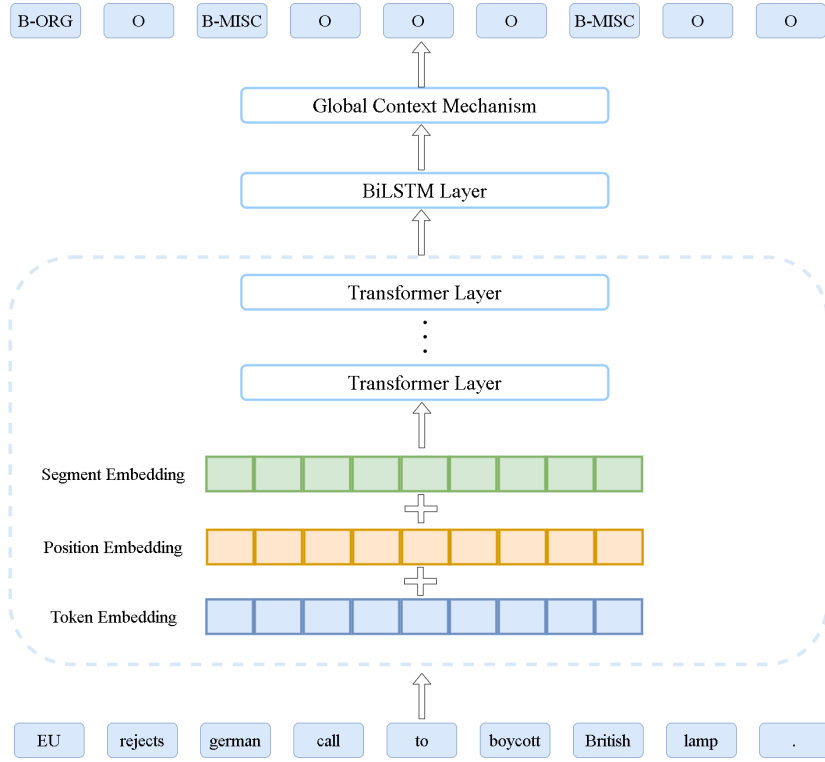 B-ORG O B-MISC O O O B-MISC O O
Global Context Mechanism
BiLSTM Layer
Transformer Layer
Transformer Layer
Segment Embedding
Position Embedding
Token Embedding
EU rejects german call to boycott British lamp .